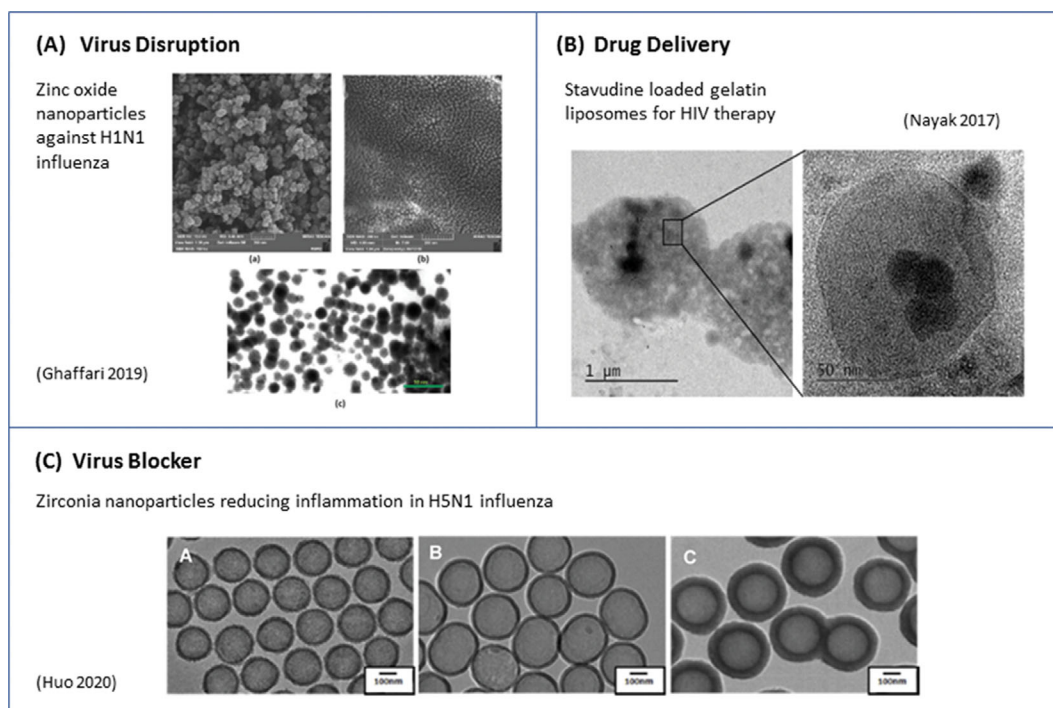 (A) Virus Disruption
Zinc oxide
nanoparticles
against H1N1
influenza
(a)
(b)
(Ghaffari 2019)
(c)
(B) Drug Delivery
Stavudine loaded gelatin
liposomes for HIV therapy
(Nayak 2017)
1 µm
50 nm
(C) Virus Blocker
Zirconia nanoparticles reducing inflammation in H5N1 influenza
A
B
C
100nm
100nm
100nm
(Huo 2020)